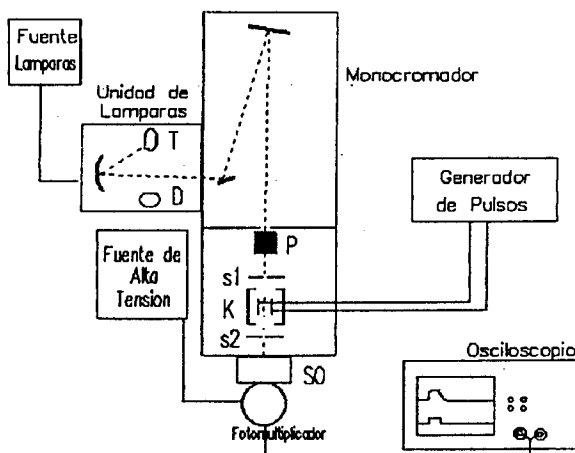 Fuente
Lamparas
Unidad de
Lamparas
T
D
Monocromador
Generador
de Pulsos
Fuente de
Alta
Tension
P
s1
K
s2
SO
Fotomultiplicador
Osciloscopio